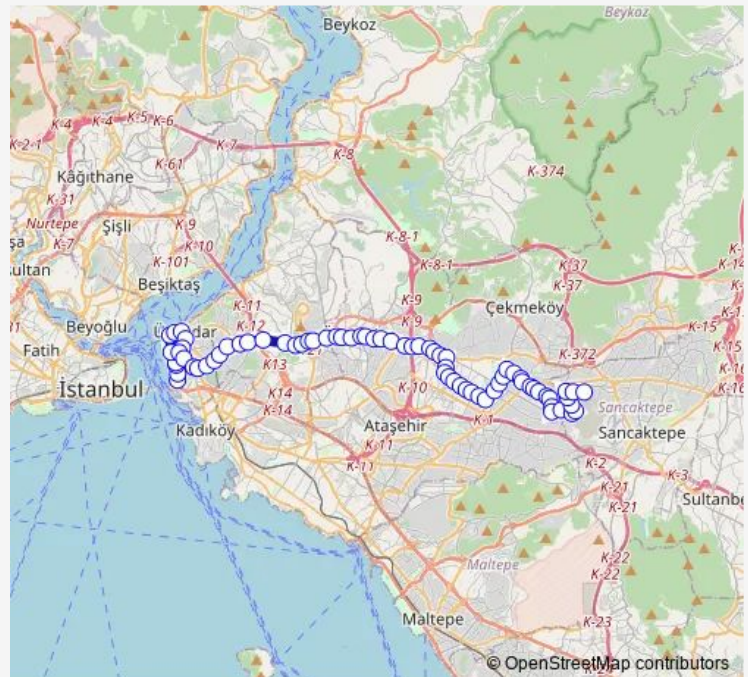 Beykoz
Beykoz
K-4
K-4
K-5
K-6
K-2-1
K-7
K-8
K-61
Kâğıthane
K-374
K-31
Nurtepe
K-7
Şişli
K-9
K-8-1
K-10
K-8-1
K-37
K-101
K-37
Beşiktaş
K-11
K-9
Çekmeköy
K-15
K-15
Beyoğlu
K-12
K-9
Fatih
K-372
K13
İstanbul
K14
K-14
K-10
Sancaktepe
Kadıköy
Ataşehir
K-1
Sancaktepe
K-11
K-2
K-11
K-3
K-21
K-21
Sultanbe
K-22
K-22
Maltepe
K-23
Maltepe
© OpenStreetMap contributors